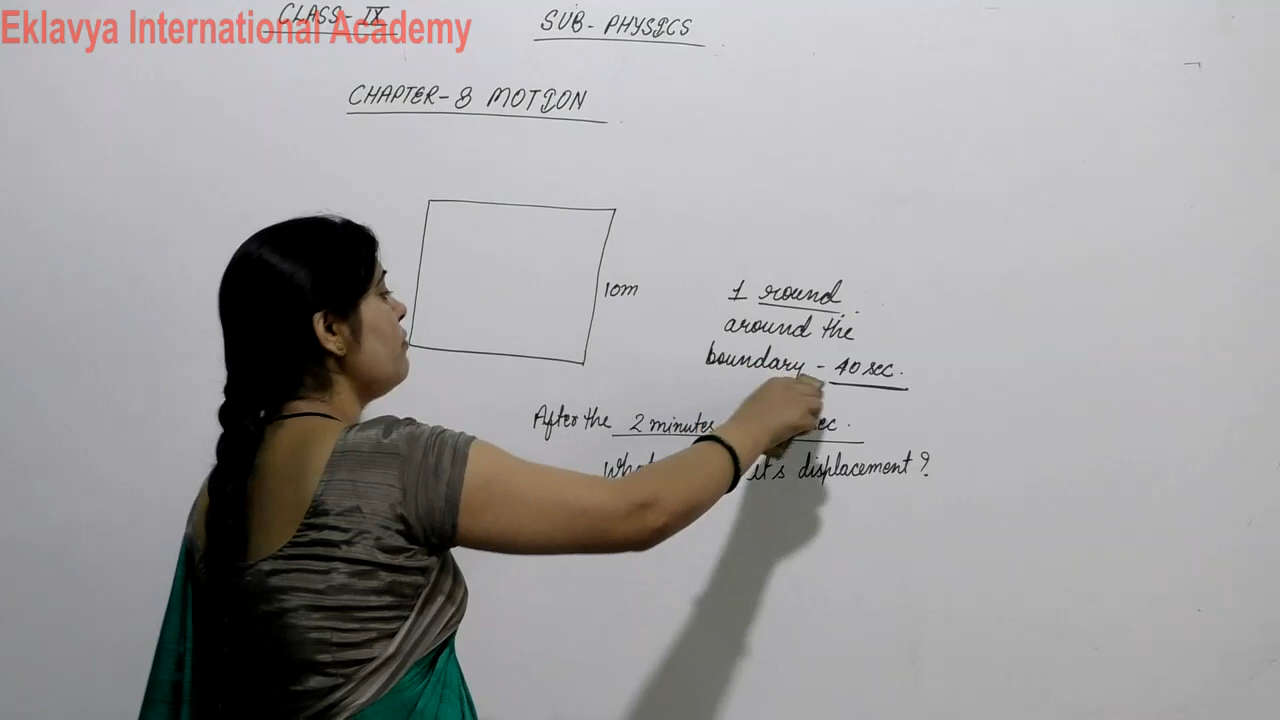 CLASS- IX
Eklavya International Academy
SUB- PHYSICS
CHAPTER- 8 MOTION
10m
1 round
around the
boundary - 40 sec.
After the 2 minutes
it's displacement?